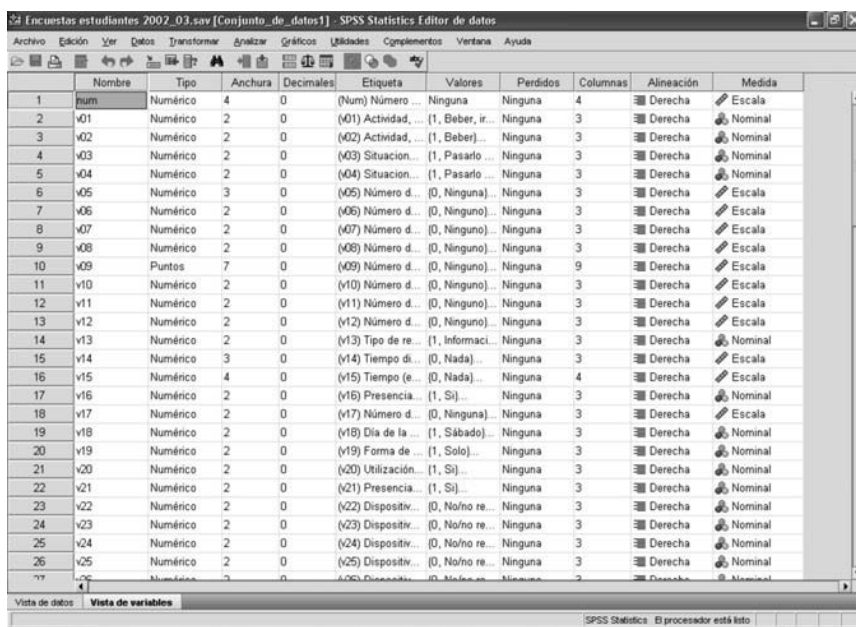 Encuestas estudiantes 2002_03.sav [Conjunto_de_datos1] - SPSS Statistics Editor de datos
Archivo Edición Ver Datos Transformar Analizar Gráficos Utilidades Complementos Ventana Ayuda
Nombre Tipo Anchura Decimales Etiqueta Valores Perdidos Columnas Alineación Medida
1 num Numérico 4 0 (Num) Número ... Ninguna Ninguna 4 Derecha Escala
2 v01 Numérico 2 0 (v01) Actividad, ... {1, Beber, ir... Ninguna 3 Derecha Nominal
3 v02 Numérico 2 0 (v02) Actividad, ... {1, Beber}... Ninguna 3 Derecha Nominal
4 v03 Numérico 2 0 (v03) Situacion... {1, Pasarlo ... Ninguna 3 Derecha Nominal
5 v04 Numérico 2 0 (v04) Situacion... {1, Pasarlo ... Ninguna 3 Derecha Nominal
6 v05 Numérico 3 0 (v05) Número d... {0, Ninguna}... Ninguna 3 Derecha Escala
7 v06 Numérico 2 0 (v06) Número d... {0, Ninguno}... Ninguna 3 Derecha Escala
8 v07 Numérico 2 0 (v07) Número d... {0, Ninguno}... Ninguna 3 Derecha Escala
9 v08 Numérico 2 0 (v08) Número d... {0, Ninguno}... Ninguna 3 Derecha Escala
10 v09 Puntos 7 0 (v09) Número d... {0, Ninguno}... Ninguna 9 Derecha Escala
11 v10 Numérico 2 0 (v10) Número d... {0, Ninguno}... Ninguna 3 Derecha Escala
12 v11 Numérico 2 0 (v11) Número d... {0, Ninguno}... Ninguna 3 Derecha Escala
13 v12 Numérico 2 0 (v12) Número d... {0, Ninguno}... Ninguna 3 Derecha Escala
14 v13 Numérico 2 0 (v13) Tipo de re... {1, Informaci... Ninguna 3 Derecha Nominal
15 v14 Numérico 3 0 (v14) Tiempo di... {0, Nada}... Ninguna 3 Derecha Escala
16 v15 Numérico 4 0 (v15) Tiempo (e... {0, Nada}... Ninguna 4 Derecha Escala
17 v16 Numérico 2 0 (v16) Presencia... {1, Si}... Ninguna 3 Derecha Nominal
18 v17 Numérico 2 0 (v17) Número d... {0, Ninguna}... Ninguna 3 Derecha Escala
19 v18 Numérico 2 0 (v18) Día de la ... {1, Sábado}... Ninguna 3 Derecha Nominal
20 v19 Numérico 2 0 (v19) Forma de ... {1, Solo}... Ninguna 3 Derecha Nominal
21 v20 Numérico 2 0 (v20) Utilización... {1, Si}... Ninguna 3 Derecha Nominal
22 v21 Numérico 2 0 (v21) Presencia... {1, Si}... Ninguna 3 Derecha Nominal
23 v22 Numérico 2 0 (v22) Dispositiv... {0, No/no re... Ninguna 3 Derecha Nominal
24 v23 Numérico 2 0 (v23) Dispositiv... {0, No/no re... Ninguna 3 Derecha Nominal
25 v24 Numérico 2 0 (v24) Dispositiv... {0, No/no re... Ninguna 3 Derecha Nominal
26 v25 Numérico 2 0 (v25) Dispositiv... {0, No/no re... Ninguna 3 Derecha Nominal
Vista de datos Vista de variables
SPSS Statistics El procesador está listo